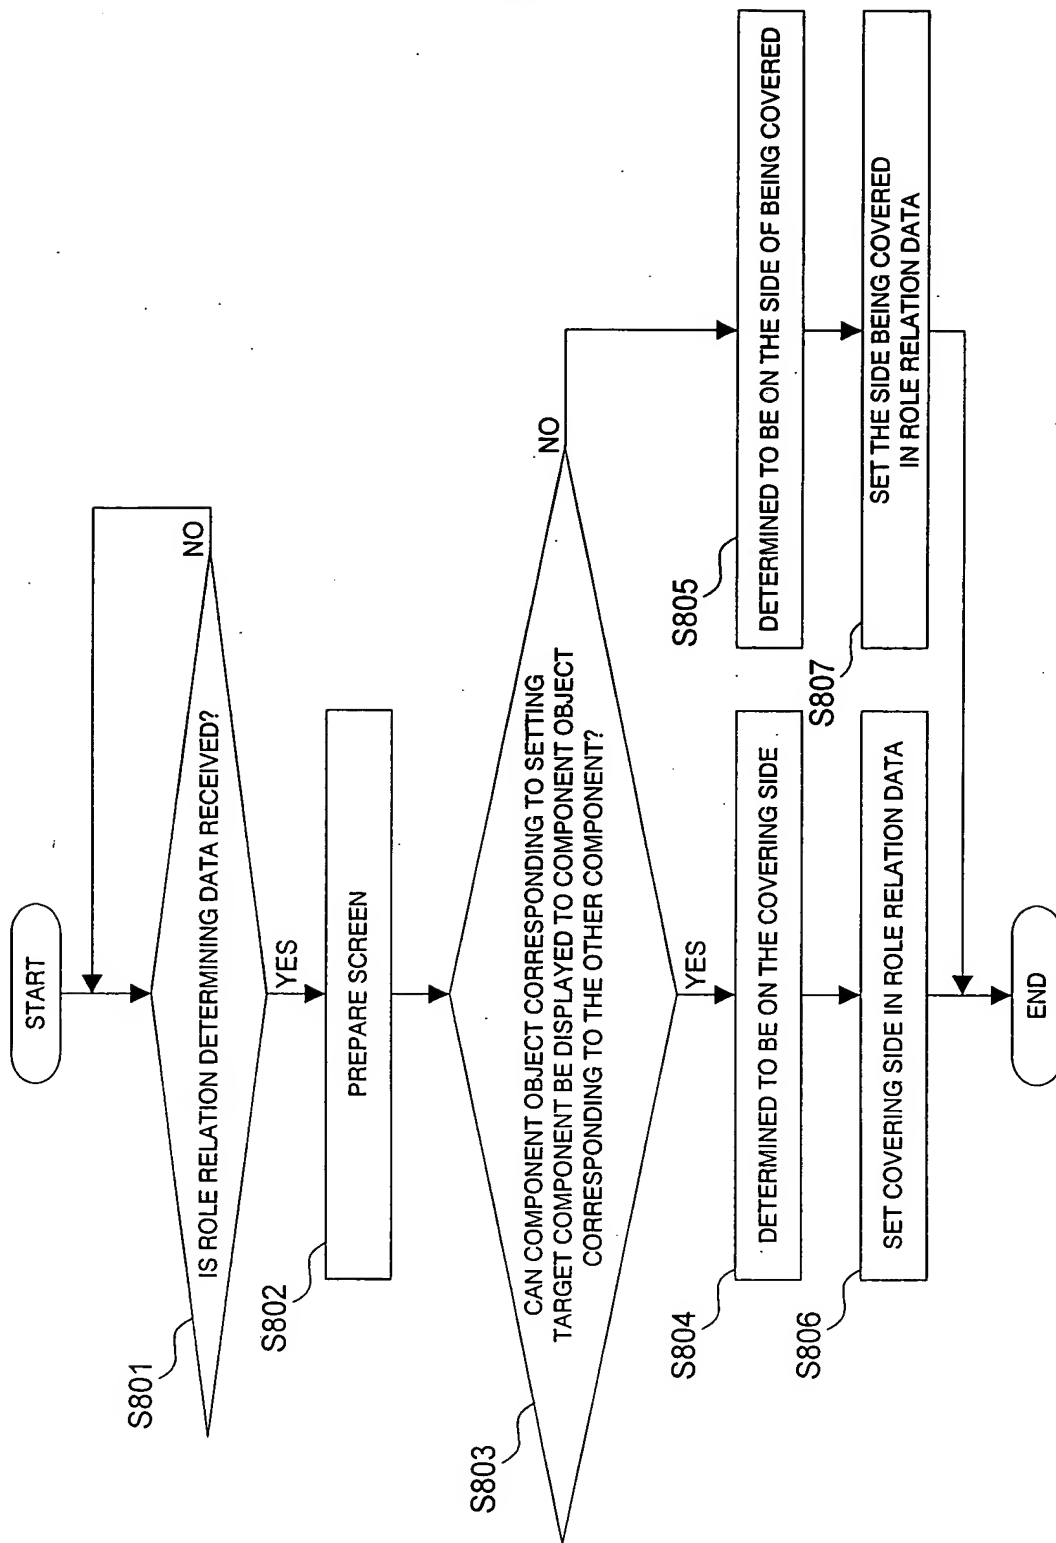 START
S801
IS ROLE RELATION DETERMINING DATA RECEIVED?
NO
YES
S802
PREPARE SCREEN
S803
CAN COMPONENT OBJECT CORRESPONDING TO SETTING
TARGET COMPONENT BE DISPLAYED TO COMPONENT OBJECT
CORRESPONDING TO THE OTHER COMPONENT?
NO
YES
S804
DETERMINED TO BE ON THE COVERING SIDE
S805
DETERMINED TO BE ON THE SIDE OF BEING COVERED
S806
SET COVERING SIDE IN ROLE RELATION DATA
S807
SET THE SIDE BEING COVERED
IN ROLE RELATION DATA
END